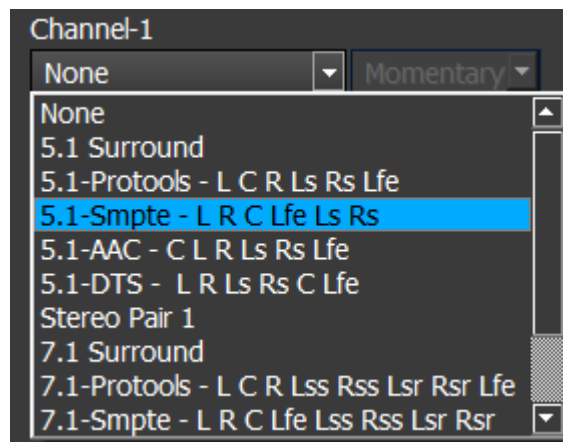 Channel-1
None Momentary
None
5.1 Surround
5.1-Protools - L C R Ls Rs Lfe
5.1-Smpte - L R C Lfe Ls Rs
5.1-AAC - C L R Ls Rs Lfe
5.1-DTS -  L R Ls Rs C Lfe
Stereo Pair 1
7.1 Surround
7.1-Protools - L C R Lss Rss Lsr Rsr Lfe
7.1-Smpte - L R C Lfe Lss Rss Lsr Rsr